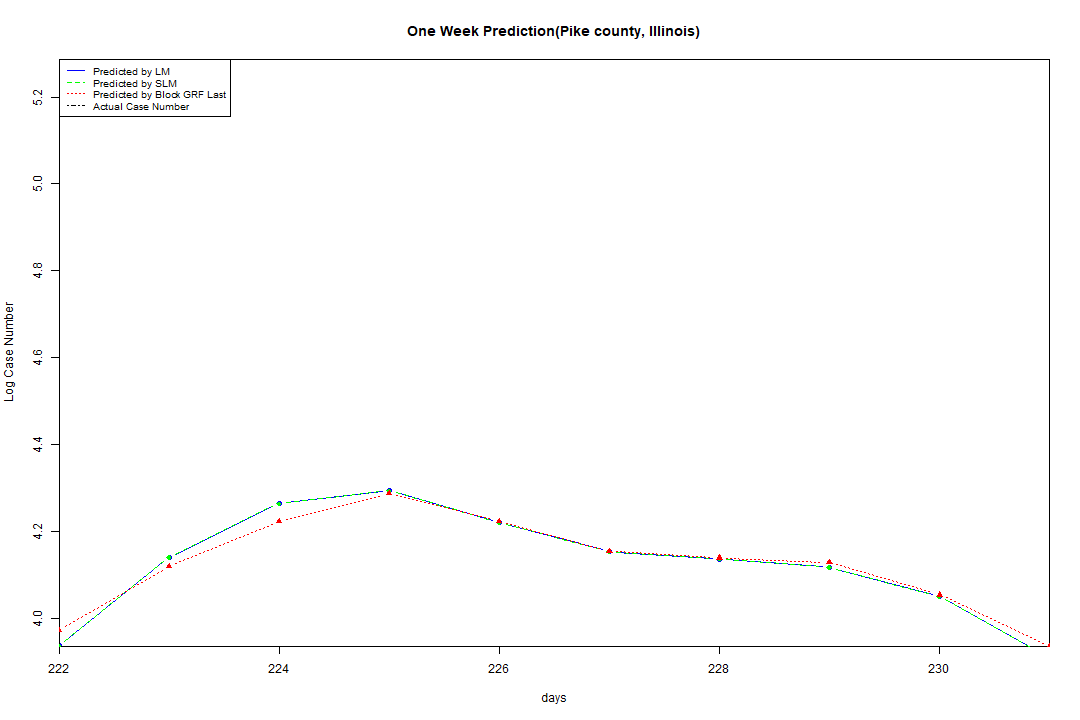 One Week Prediction(Pike county, Illinois)
Predicted by LM
Predicted by SLM
Predicted by Block GRF Last
Actual Case Number
5.2
5.0
4.8
4.6
4.4
4.2
4.0
Log Case Number
222 224 226 228 230
days